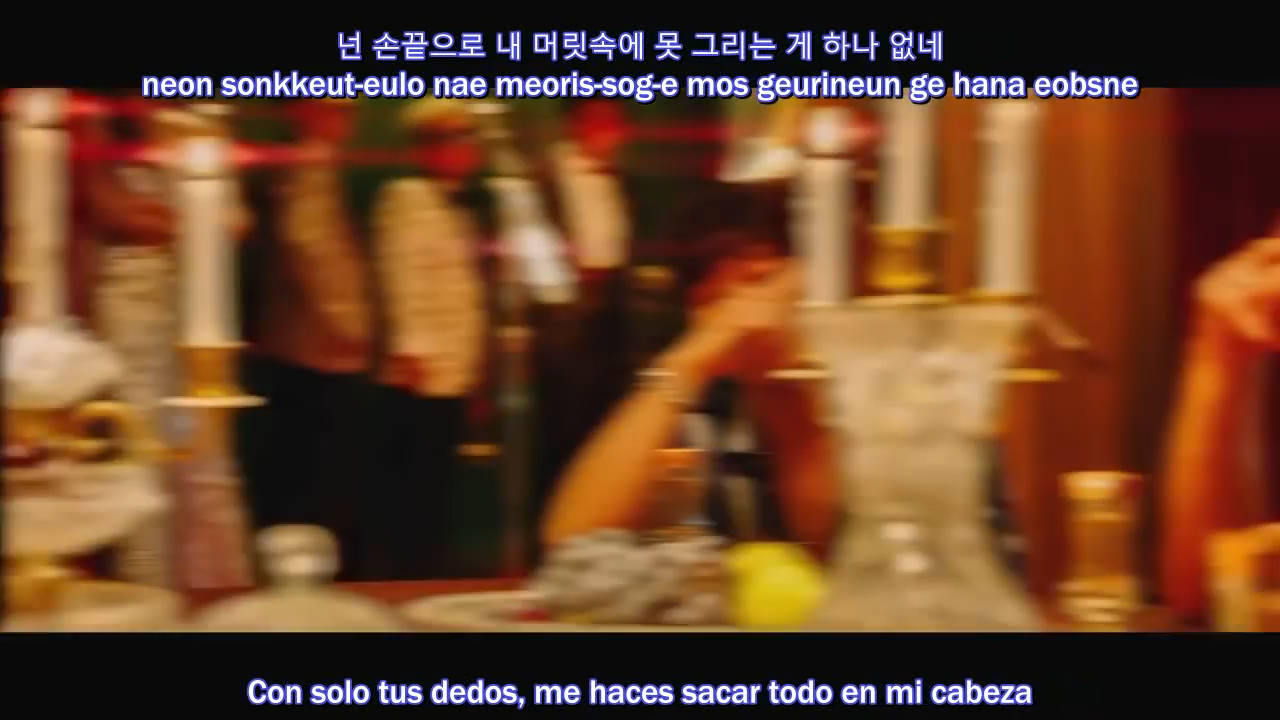 넌 손끝으로 내 머릿속에 못 그리는 게 하나 없네
neon sonkkeut-eulo nae meoris-sog-e mos geurineun ge hana eobsne
Con solo tus dedos, me haces sacar todo en mi cabeza